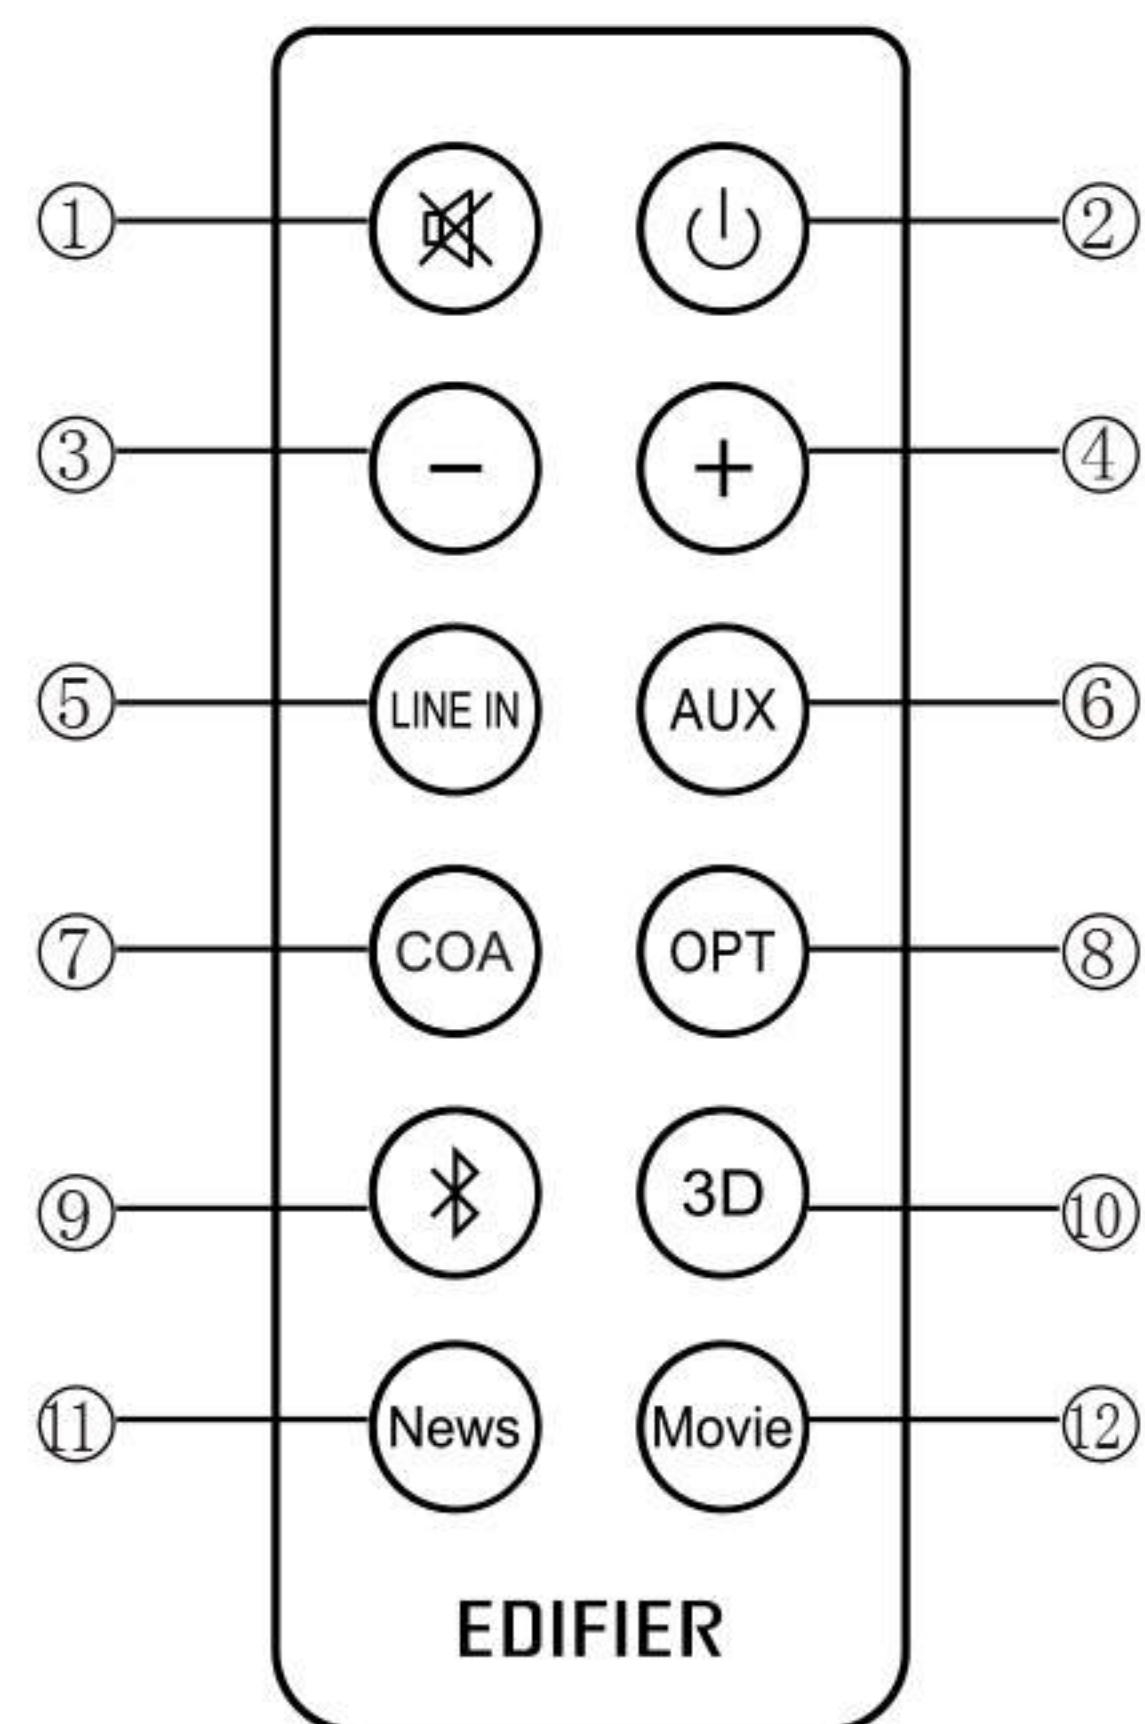 ① ②
③ − + ④
⑤ LINE IN AUX ⑥
⑦ COA OPT ⑧
⑨ 3D ⑩
⑪ News Movie ⑫
EDIFIER